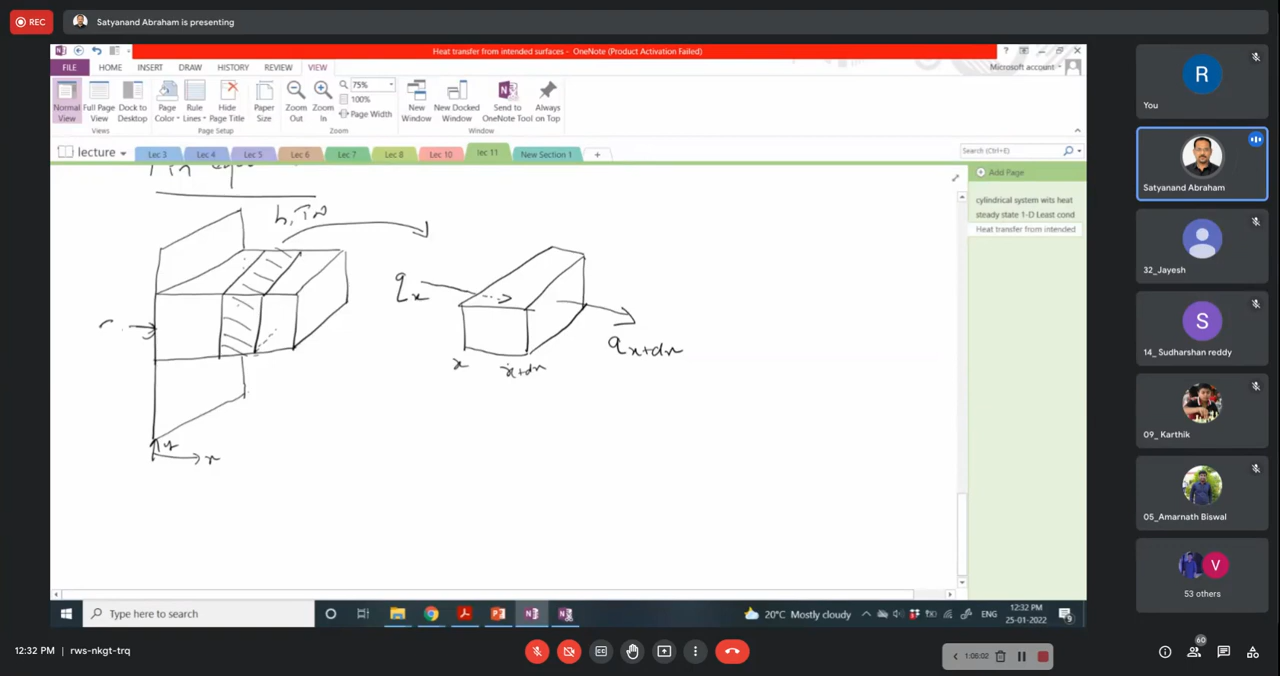 REC
Satyanand Abraham is presenting
Heat transfer from intended surfaces - OneNote (Product Activation Failed)
FILE HOME INSERT DRAW HISTORY REVIEW VIEW
Microsoft account
Normal View
Full Page View
Dock to Desktop
Page Color
Rule Lines
Hide Page Title
Paper Size
Zoom Out
Zoom In
75%
100%
Page Width
New Window
New Docked Window
Send to OneNote Tool
Always on Top
Views
Page Setup
Zoom
Window
lecture
Lec 3
Lec 4
Lec 5
Lec 6
Lec 7
Lec 8
Lec 10
lec 11
New Section 1
Search (Ctrl+E)
Add Page
cylindrical system wits heat
steady state 1-D Least cond
Heat transfer from intended
h, T∞
qx
qx+dx
x
x+dx
y
x
R
You
Satyanand Abraham
32_Jayesh
S
14_ Sudharshan reddy
09_ Karthik
05_Amarnath Biswal
V
53 others
Type here to search
20°C Mostly cloudy
ENG
12:32 PM
25-01-2022
9
12:32 PM | rws-nkgt-trq
1:06:02
60